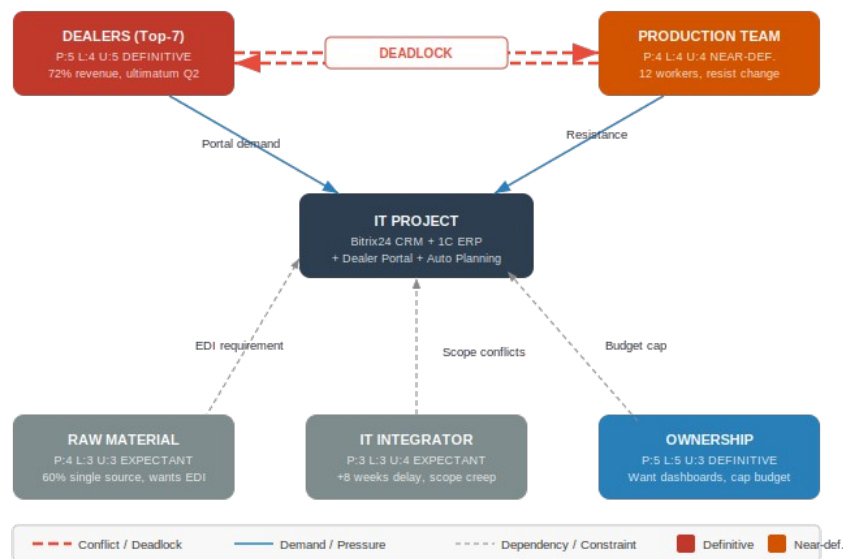 DEALERS (Top-7)
P:5 L:4 U:5 DEFINITIVE
72% revenue, ultimatum Q2
DEADLOCK
PRODUCTION TEAM
P:4 L:4 U:4 NEAR-DEF.
12 workers, resist change
Portal demand
Resistance
IT PROJECT
Bitrix24 CRM + 1C ERP
+ Dealer Portal + Auto Planning
EDI requirement
Scope conflicts
Budget cap
RAW MATERIAL
P:4 L:3 U:3 EXPECTANT
60% single source, wants EDI
IT INTEGRATOR
P:3 L:3 U:4 EXPECTANT
+8 weeks delay, scope creep
OWNERSHIP
P:5 L:5 U:3 DEFINITIVE
Want dashboards, cap budget
Conflict / Deadlock
Demand / Pressure
Dependency / Constraint
Definitive
Near-def.